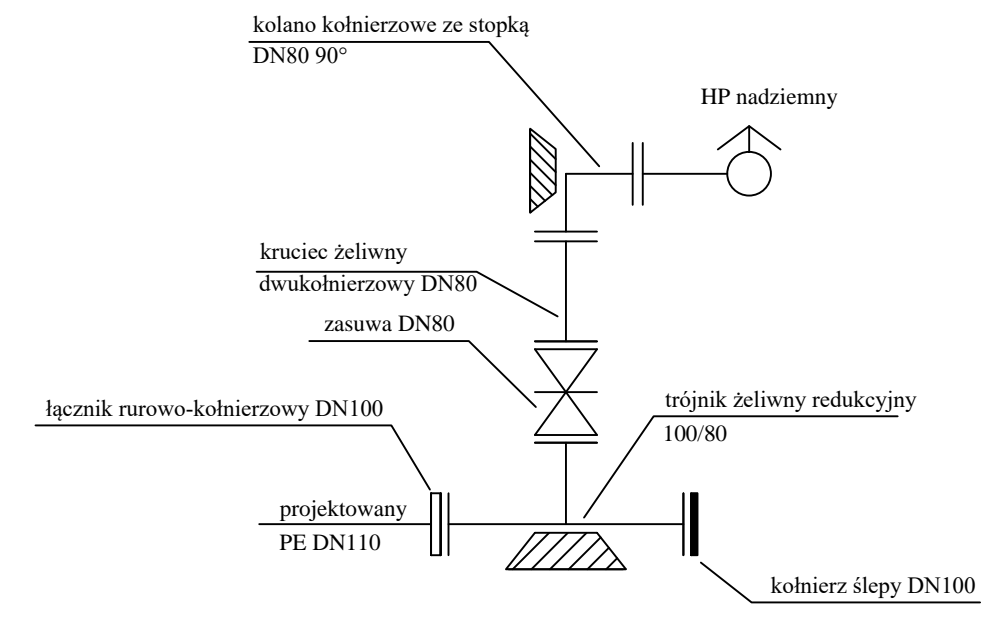 kolano kołnierzowe ze stopką
DN80 90°
HP nadziemny
kruciec żeliwny
dwukołnierzowy DN80
zasuwa DN80
łącznik rurowo-kołnierzowy DN100
trójnik żeliwny redukcyjny
100/80
projektowany
PE DN110
kołnierz ślepy DN100